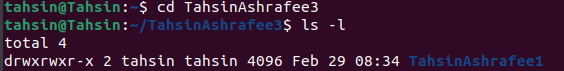 tahsin@Tahsin:~$ cd TahsinAshrafee3
tahsin@Tahsin:~/TahsinAshrafee3$ ls -l
total 4
drwxrwxr-x 2 tahsin tahsin 4096 Feb 29 08:34 TahsinAshrafee1